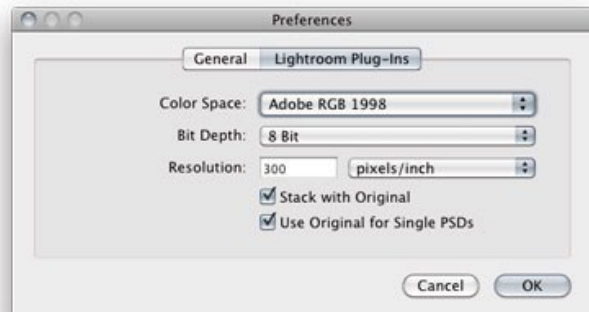 Preferences
General Lightroom Plug-Ins
Color Space: Adobe RGB 1998
Bit Depth: 8 Bit
Resolution: 300 pixels/inch
Stack with Original
Use Original for Single PSDs
Cancel OK